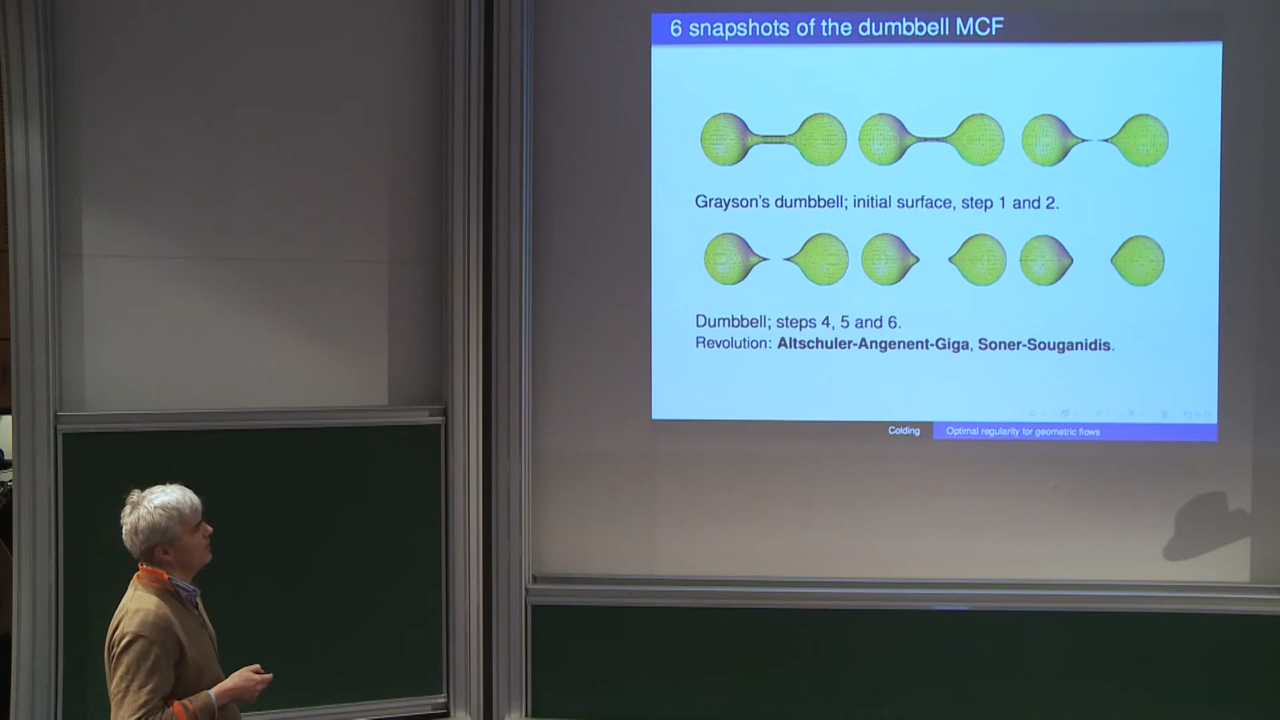 6 snapshots of the dumbbell MCF
Grayson's dumbbell; initial surface, step 1 and 2.
Dumbbell; steps 4, 5 and 6.
Revolution: Altschuler-Angenent-Giga, Soner-Souganidis.
Colding
Optimal regularity for geometric flows